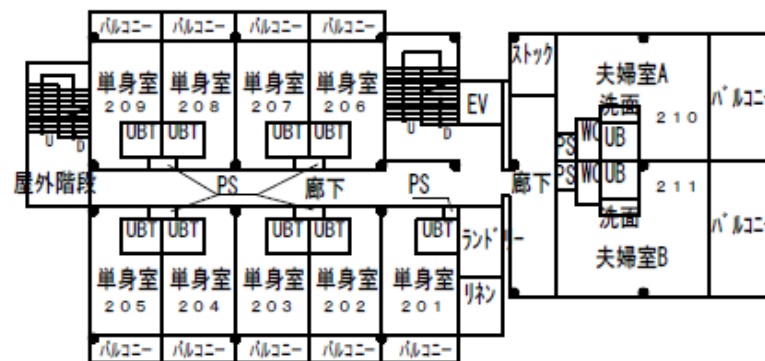 バルコニー バルコニー バルコニー バルコニー
単身室 単身室 単身室 単身室
209 208 207 206
UBT UBT UBT UBT
U D
屋外階段
U D
EV
ストック
夫婦室A
洗面
210
バルコニー
PS WC UB
PS 廊下 PS 廊下
PS WC UB
211
洗面
夫婦室B
バルコニー
UBT UBT UBT UBT UBT
ランドリー
単身室 単身室 単身室 単身室 単身室
リネン
205 204 203 202 201
バルコニー バルコニー バルコニー バルコニー バルコニー